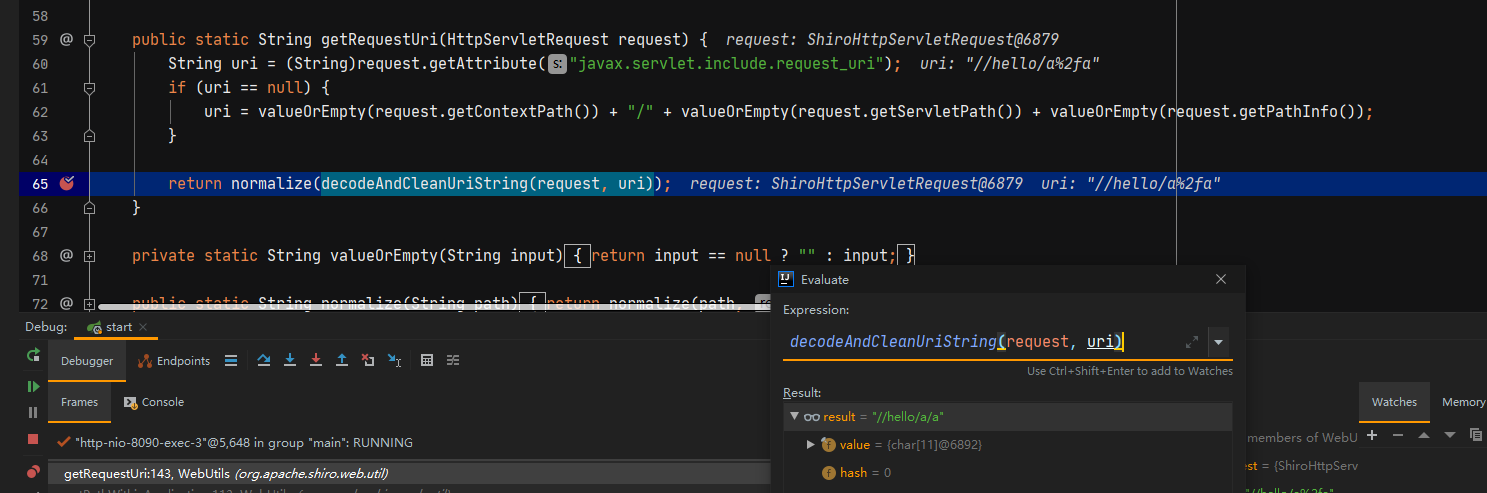 58
59 @ public static String getRequestUri(HttpServletRequest request) { request: ShiroHttpServletRequest@6879
60 String uri = (String)request.getAttribute( s: "javax.servlet.include.request_uri"); uri: "//hello/a%2fa"
61 if (uri == null) {
62 uri = valueOrEmpty(request.getContextPath()) + "/" + valueOrEmpty(request.getServletPath()) + valueOrEmpty(request.getPathInfo());
63 }
64
65 return normalize(decodeAndCleanUriString(request, uri)); request: ShiroHttpServletRequest@6879 uri: "//hello/a%2fa"
66 }
67
68 @ private static String valueOrEmpty(String input) { return input == null ? "" : input; }
71
72 @ public static String normalize(String path) { return normalize(path,
IJ Evaluate
Expression:
decodeAndCleanUriString(request, uri)
Use Ctrl+Shift+Enter to add to Watches
Result:
result = "//hello/a/a"
f value = {char[11]@6892}
f hash = 0
Debug: start
Debugger Endpoints
Frames Console
"http-nio-8090-exec-3"@5,648 in group "main": RUNNING
getRequestUri:143, WebUtils (org.apache.shiro.web.util)
Watches Memory
members of WebU
est = {ShiroHttpServ
"//hello/a%2fa"